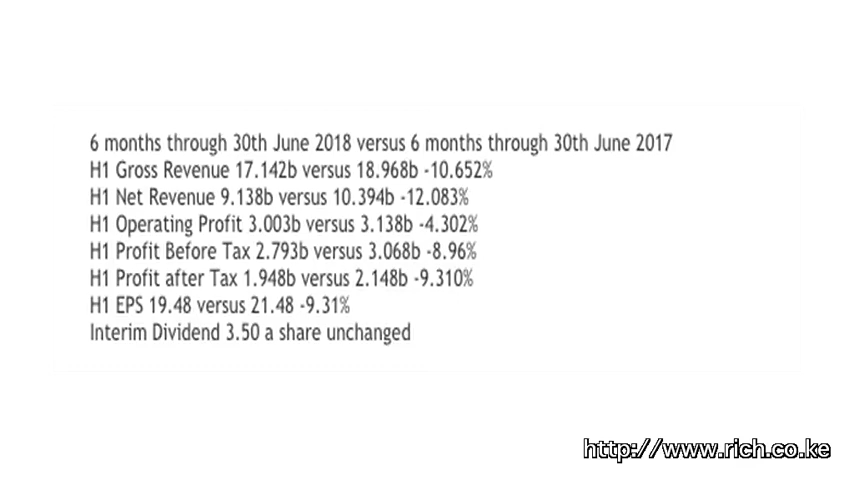 6 months through 30th June 2018 versus 6 months through 30th June 2017
H1 Gross Revenue 17.142b versus 18.968b -10.652%
H1 Net Revenue 9.138b versus 10.394b -12.083%
H1 Operating Profit 3.003b versus 3.138b -4.302%
H1 Profit Before Tax 2.793b versus 3.068b -8.96%
H1 Profit after Tax 1.948b versus 2.148b -9.310%
H1 EPS 19.48 versus 21.48 -9.31%
Interim Dividend 3.50 a share unchanged
http://www.rich.co.ke